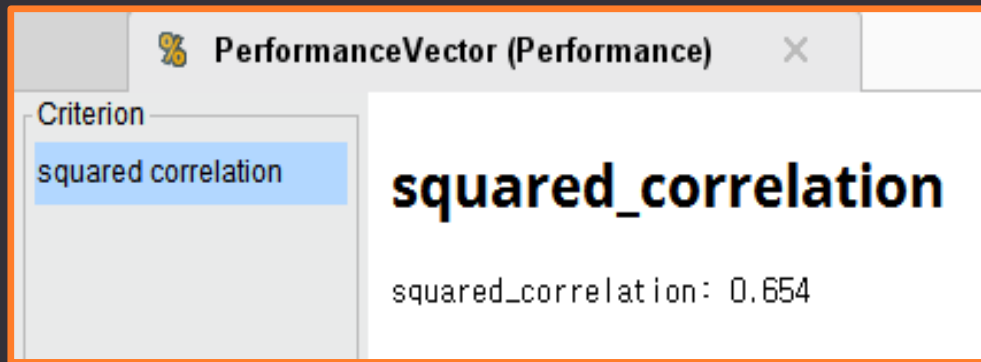 PerformanceVector (Performance)
Criterion
squared correlation
squared_correlation
squared_correlation: 0.654